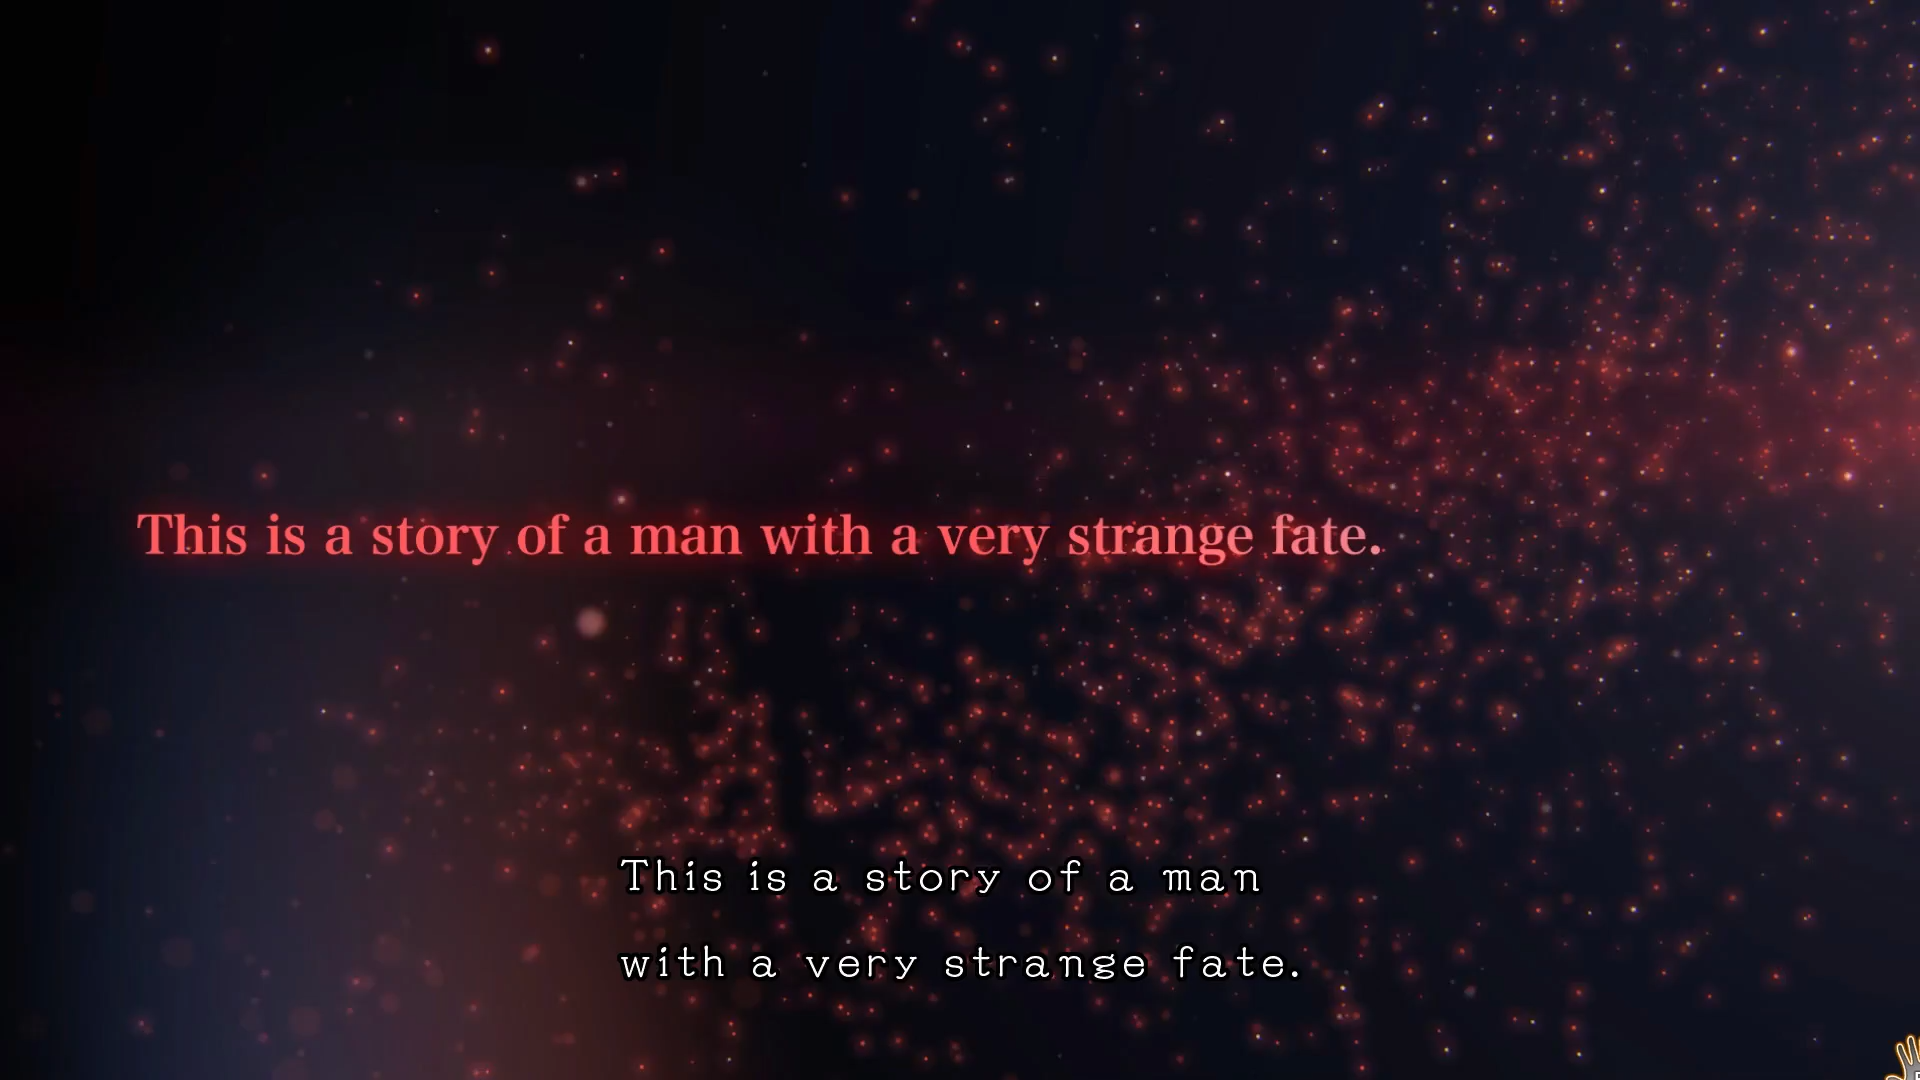 This is a story of a man with a very strange fate.
This is a story of a man
with a very strange fate.